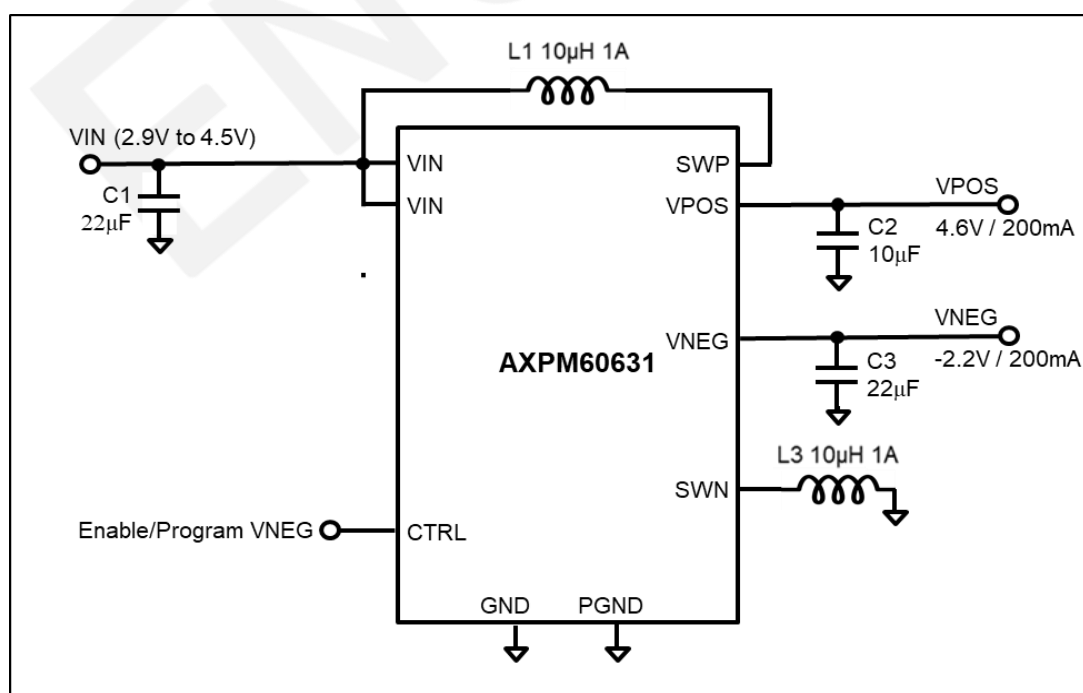 L1 10µH 1A
VIN (2.9V to 4.5V)
C1
22µF
VIN
VIN
SWP
VPOS
VPOS
4.6V / 200mA
C2
10µF
VNEG
VNEG
-2.2V / 200mA
C3
22µF
AXPM60631
L3 10µH 1A
SWN
Enable/Program VNEG
CTRL
GND
PGND